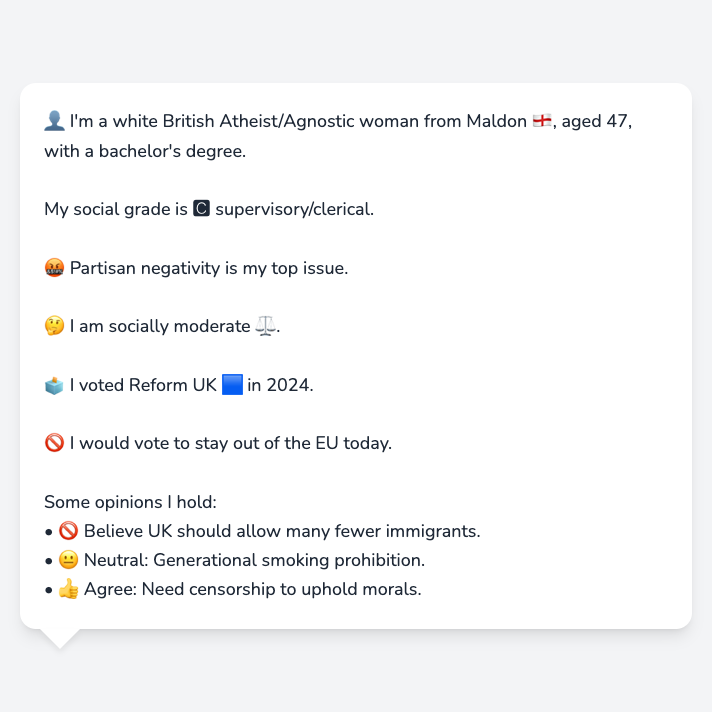 👤 I'm a white British Atheist/Agnostic woman from Maldon 🏴󠁧󠁢󠁥󠁮󠁧󠁿, aged 47,
with a bachelor's degree.
My social grade is 🅲 supervisory/clerical.
🤬 Partisan negativity is my top issue.
🤔 I am socially moderate ⚖️.
🗳️ I voted Reform UK 🟦 in 2024.
🚫 I would vote to stay out of the EU today.
Some opinions I hold:
• 🚫 Believe UK should allow many fewer immigrants.
• 😐 Neutral: Generational smoking prohibition.
• 👍 Agree: Need censorship to uphold morals.